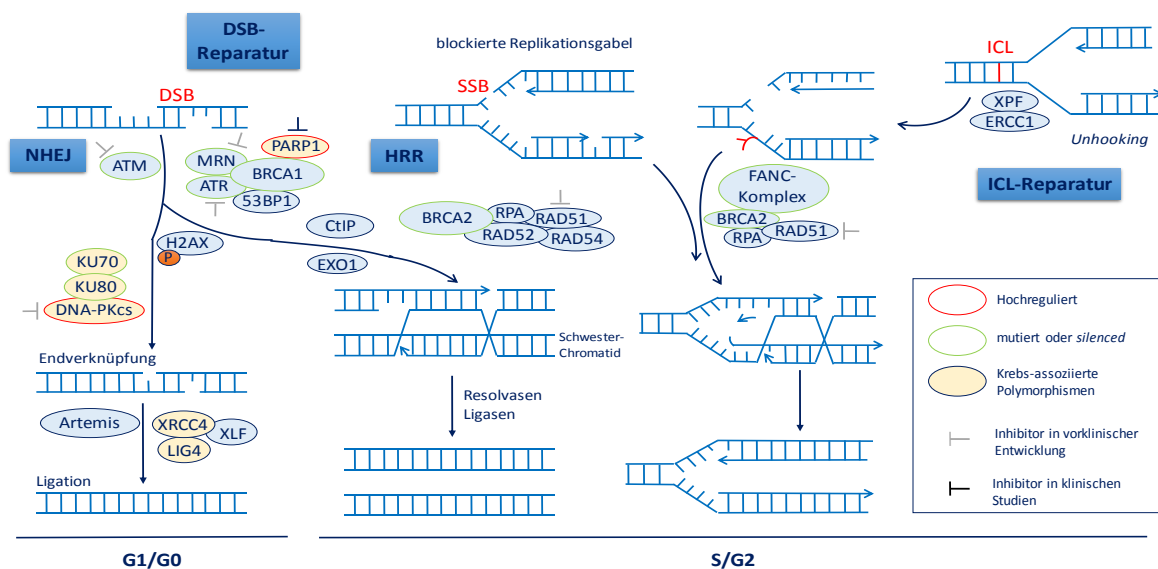 DSB-
Reparatur
blockierte Replikationsgabel
ICL
SSB
DSB
XPF
ERCC1
Unhooking
NHEJ
ATM
MRN
ATR
PARP1
BRCA1
53BP1
HRR
FANC-
Komplex
ICL-Reparatur
BRCA2
RPA
RAD51
RAD52
RAD54
BRCA2
RPA
RAD51
CtIP
EXO1
H2AX
P
KU70
KU80
DNA-PKcs
Schwester-
Chromatid
Endverknüpfung
Resolvasen
Ligasen
Artemis
XRCC4
XLF
LIG4
Ligation
Hochreguliert
mutiert oder silenced
Krebs-assoziierte
Polymorphismen
Inhibitor in vorklinischer
Entwicklung
Inhibitor in klinischen
Studien
G1/G0
S/G2